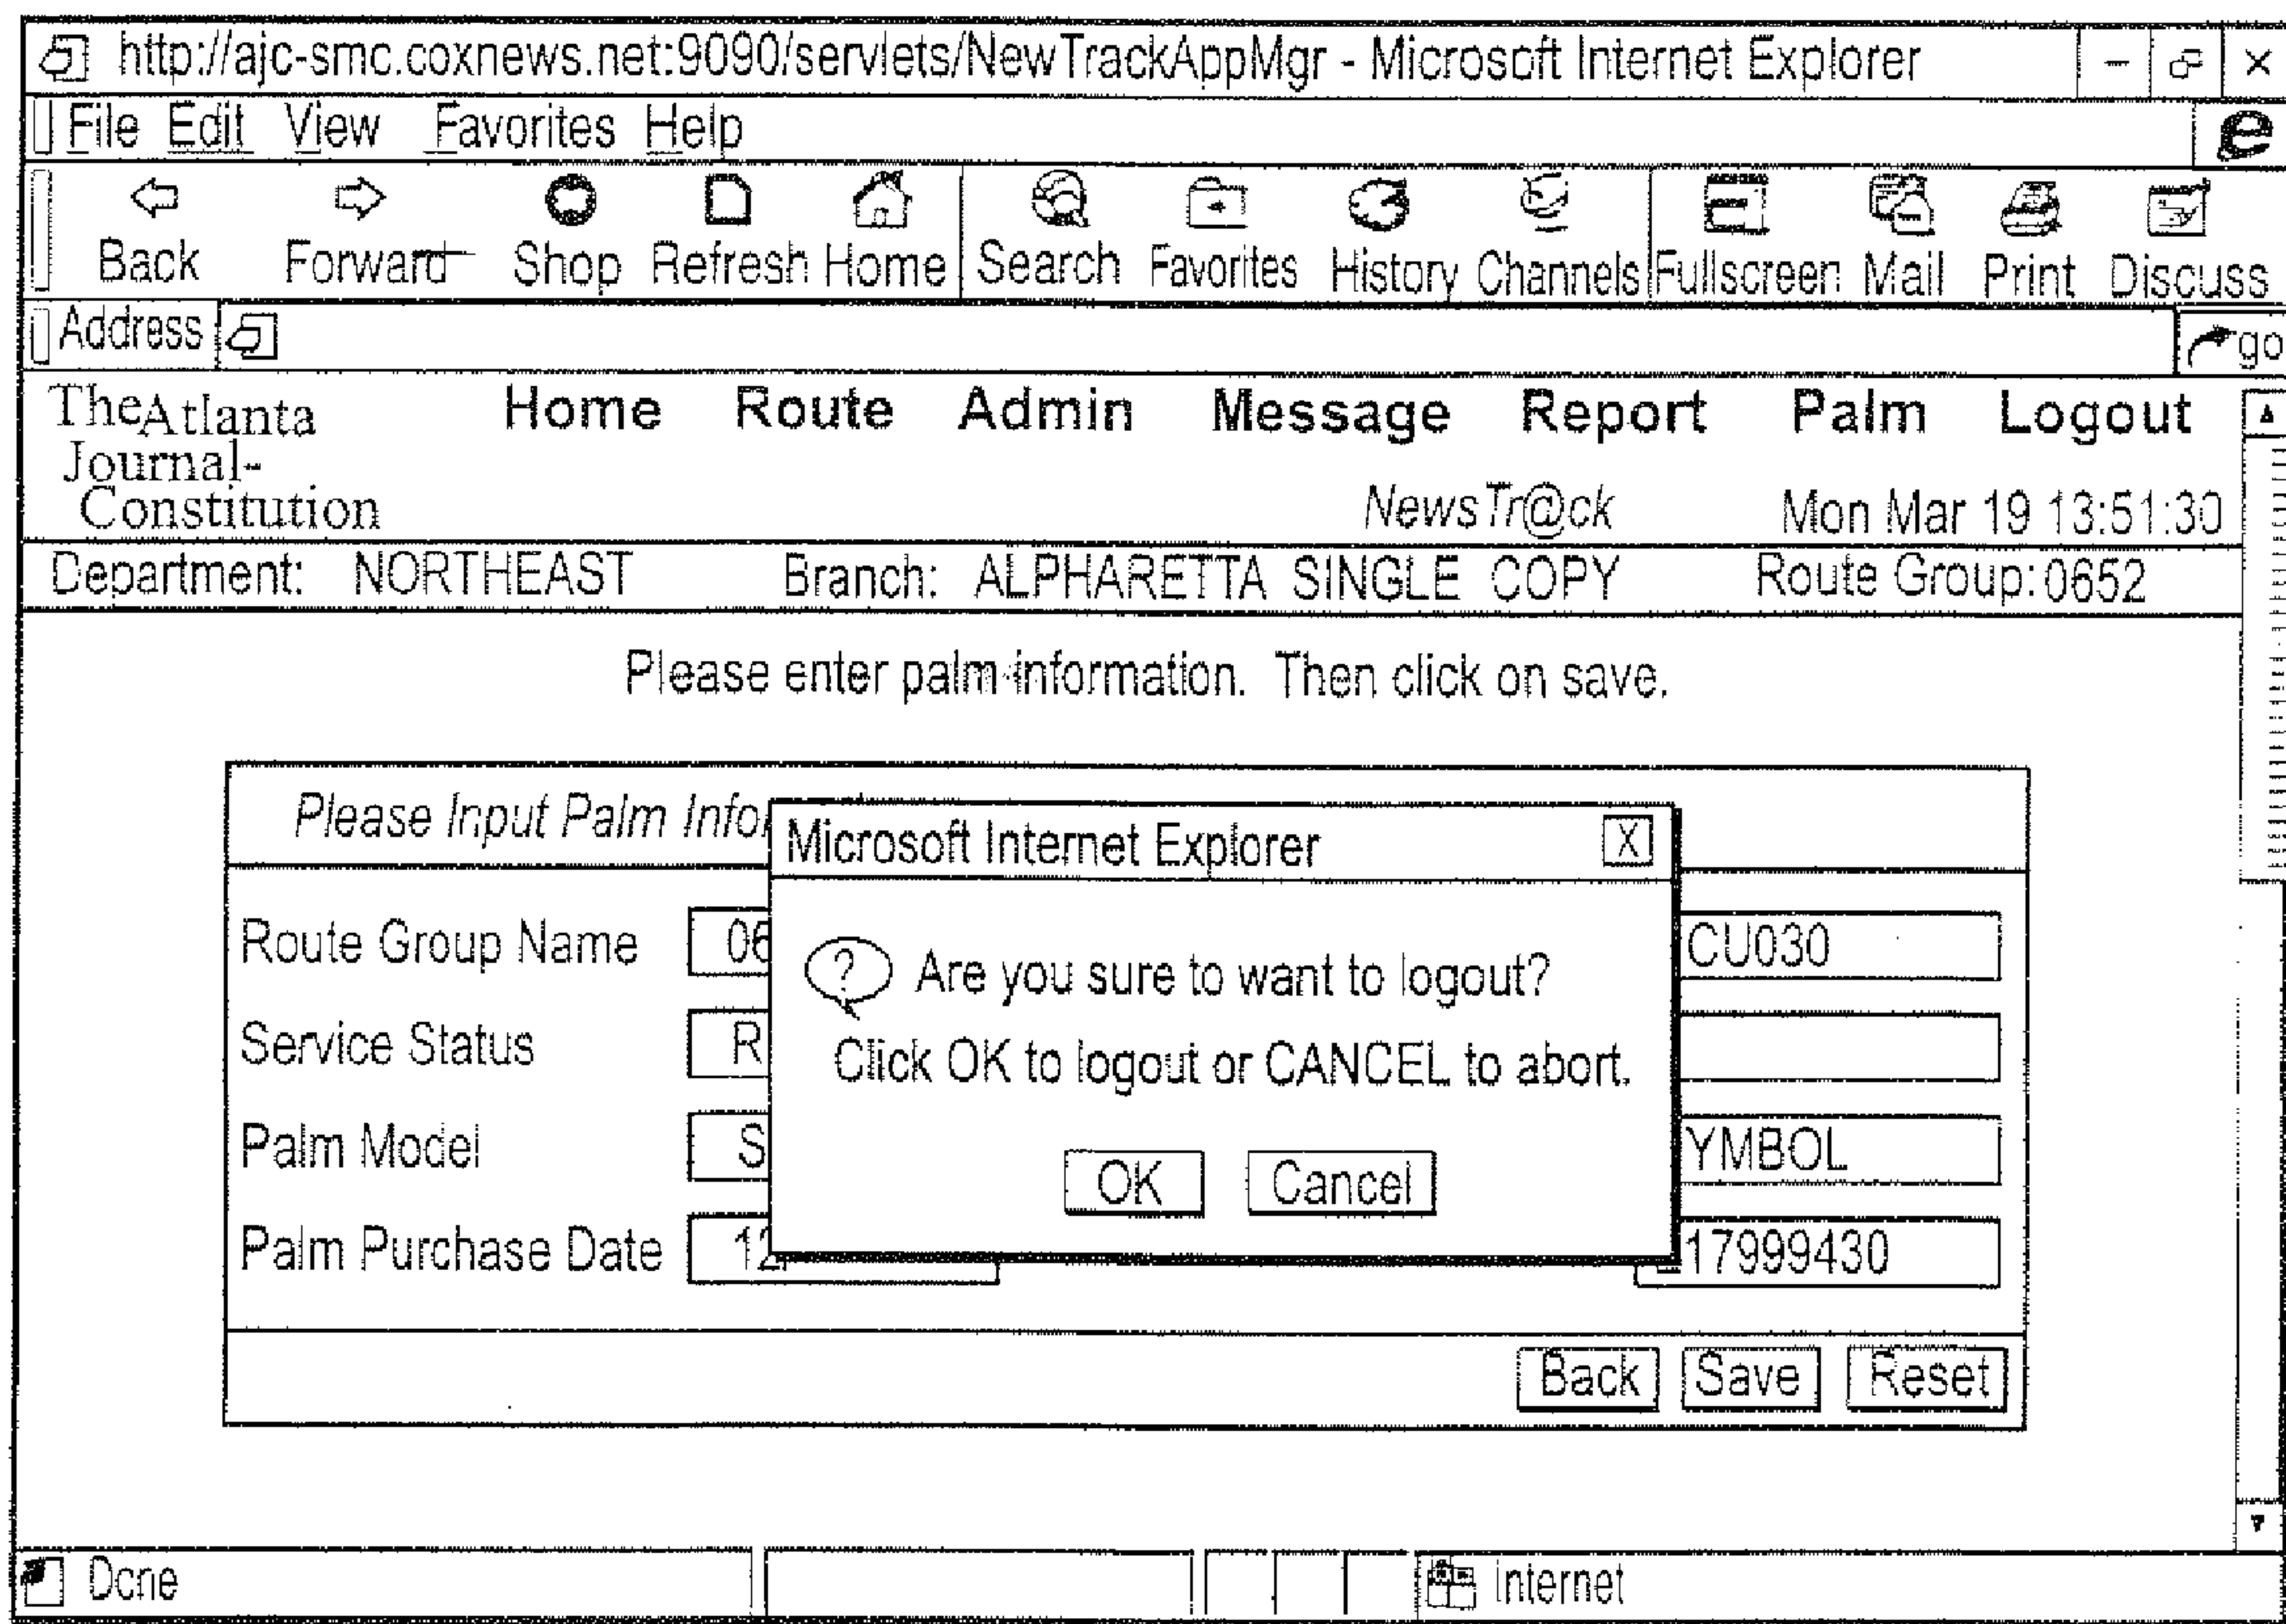 http://ajc-smc.coxnews.net:9090/servlets/NewTrackAppMgr - Microsoft Internet Explorer
File Edit View Favorites Help
Back Forward Shop Refresh Home Search Favorites History Channels Fullscreen Mail Print Discuss
Address go
The Atlanta Journal-Constitution
Home Route Admin Message Report Palm Logout
NewsTr@ck Mon Mar 19 13:51:30
Department: NORTHEAST Branch: ALPHARETTA SINGLE COPY Route Group: 0652
Please enter palm information. Then click on save.
Please Input Palm Infor
Microsoft Internet Explorer X
Route Group Name 06 CU030
? Are you sure to want to logout?
Service Status R
Click OK to logout or CANCEL to abort.
Palm Model S YMBOL
OK Cancel
Palm Purchase Date 12/ 17999430
Back Save Reset
Done Internet